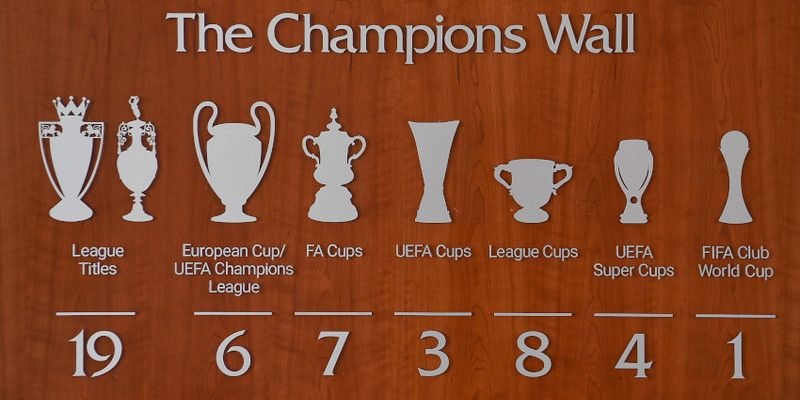 The Champions Wall
League
Titles
European Cup/
UEFA Champions
League
FA Cups
UEFA Cups
League Cups
UEFA
Super Cups
FIFA Club
World Cup
19
6
7
3
8
4
1